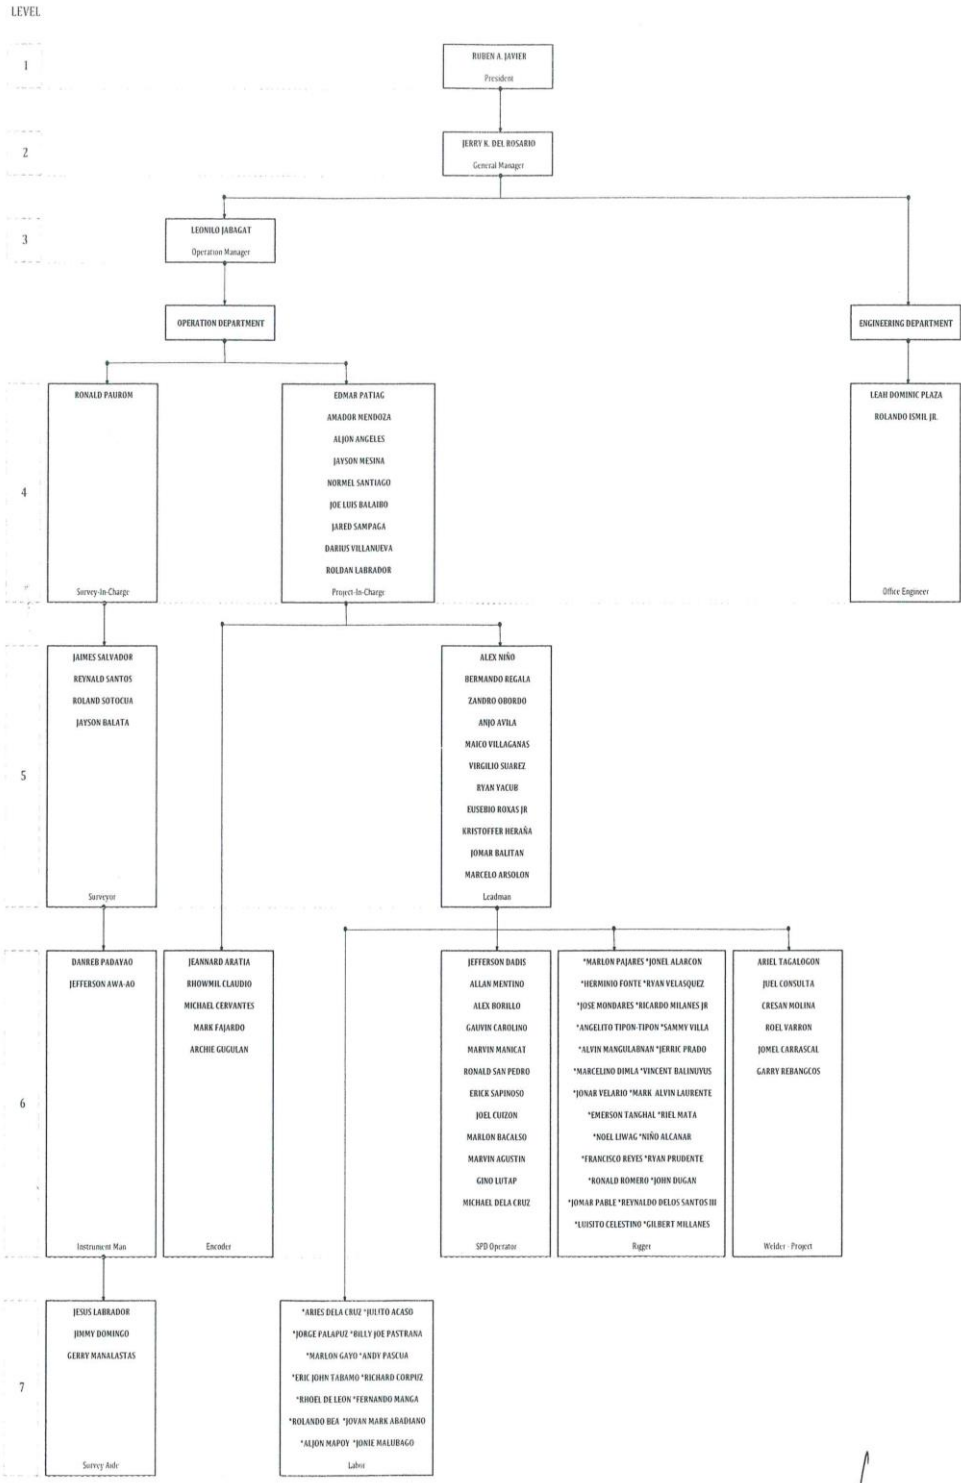 LEVEL
1
RUBEN A. JAVIER
President
2
JERRY K. DEL ROSARIO
General Manager
3
LEONILO JABAGAT
Operation Manager
OPERATION DEPARTMENT
ENGINEERING DEPARTMENT
4
RONALD PAUROM
Survey-In-Charge
EDMAR PATIAG
AMADOR MENDOZA
ALJON ANGELES
JAYSON MESINA
NORMEL SANTIAGO
JOE LUIS BALAIBO
JARED SAMPAGA
DARIUS VILLANUEVA
ROLDAN LABRADOR
Project-In-Charge
LEAH DOMINIC PLAZA
ROLANDO ISMIL JR.
Office Engineer
5
JAIMES SALVADOR
REYNALD SANTOS
ROLAND SOTOCUA
JAYSON BALATA
Surveyor
ALEX NIÑO
BERMANDO REGALA
ZANDRO OBORDO
ANJO AVILA
MAICO VILLAGANAS
VIRGILIO SUAREZ
RYAN YACUB
EUSEBIO ROXAS JR
KRISTOFFER HERAÑA
JOMAR BALITAN
MARCELO ARSOLON
Leadman
6
DANREB PADAYAO
JEFFERSON AWA-AO
Instrument Man
JEANNARD ARATIA
RHOWMIL CLAUDIO
MICHAEL CERVANTES
MARK FAJARDO
ARCHIE GUGULAN
Encoder
JEFFERSON DADIS
ALLAN MENTINO
ALEX BORILLO
GAUVIN CAROLINO
MARVIN MANICAT
RONALD SAN PEDRO
ERICK SAPINOSO
JOEL CUIZON
MARLON BACALSO
MARVIN AGUSTIN
GINO LUTAP
MICHAEL DELA CRUZ
SPD Operator
*MARLON PAJARES *JONEL ALARCON
*HERMINIO FONTE *RYAN VELASQUEZ
*JOSE MONDARES *RICARDO MILANES JR
*ANGELITO TIPON-TIPON *SAMMY VILLA
*ALVIN MANGULABNAN *JERRIC PRADO
*MARCELINO DIMLA *VINCENT BALINUYUS
*JONAR VELARIO *MARK ALVIN LAURENTE
*EMERSON TANGHAL *RIEL MATA
*NOEL LIWAG *NIÑO ALCANAR
*FRANCISCO REYES *RYAN PRUDENTE
*RONALD ROMERO *JOHN DUGAN
*JOMAR PABLE *REYNALDO DELOS SANTOS III
*LUISITO CELESTINO *GILBERT MILLANES
Rigger
ARIEL TAGALOGON
JUEL CONSULTA
CRESAN MOLINA
ROEL VARRON
JOMEL CARRASCAL
GARRY REBANGCOS
Welder - Project
7
JESUS LABRADOR
JIMMY DOMINGO
GERRY MANALASTAS
Survey Aide
*ARIES DELA CRUZ *JULITO ACASO
*JORGE PALAPUZ *BILLY JOE PASTRANA
*MARLON GAYO *ANDY PASCUA
*ERIC JOHN TABAMO *RICHARD CORPUZ
*RHOEL DE LEON *FERNANDO MANGA
*ROLANDO BEA *JOVAN MARK ABADIANO
*ALJON MAPOY *JONIE MALUBAGO
Labor